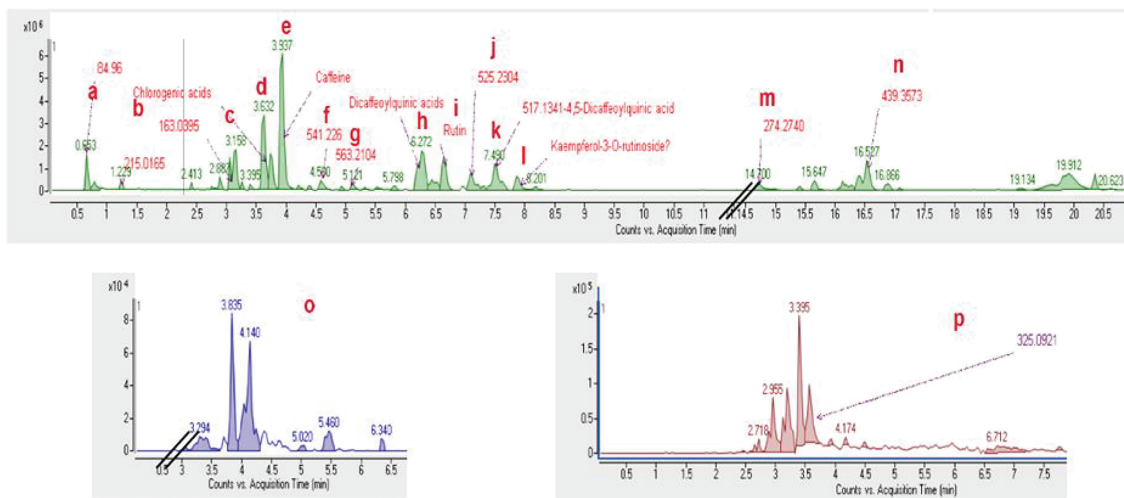 x10 6
e
j
3.937
n
6
a
84.96
525.2304
5
b
d
i
m
439.3573
Chlorogenic acids
Caffeine
Dicaffeoylquinic acids
517.1341-4,5-Dicaffeoylquinic acid
4
163.0395
c
3.632
f
h
Rutin
k
274.2740
3
541.226
g
6.272
l
Kaempferol-3-O-rutinoside?
2
0.653
215.0165
3.156
563.2104
7.490
16.527
1
1.229
2.413
3.395
4.580
5.121
5.798
8.201
14.700
15.647
16.866
19.134
19.912
20.623
0
0.5 1 1.5 2 2.5 3 3.5 4 4.5 5 5.5 6 6.5 7 7.5 8 8.5 9 9.5 10 10.5 11 14.5 15 15.5 16 16.5 17 17.5 18 18.5 19 19.5 20 20.5
Counts vs. Acquisition Time (min)
x10 -4
1
3.835
o
8
4.140
6
4
2
3.294
5.020
5.460
6.340
0
3 3.5 4 4.5 5 5.5 6 6.5
Counts vs. Acquisition Time (min)
x10 5
1
3.395
p
2
325.0921
1.5
1
2.955
0.5
2.718
4.174
6.712
0
0.5 1 1.5 2 2.5 3 3.5 4 4.5 5 5.5 6 6.5 7 7.5
Counts vs. Acquisition Time (min)